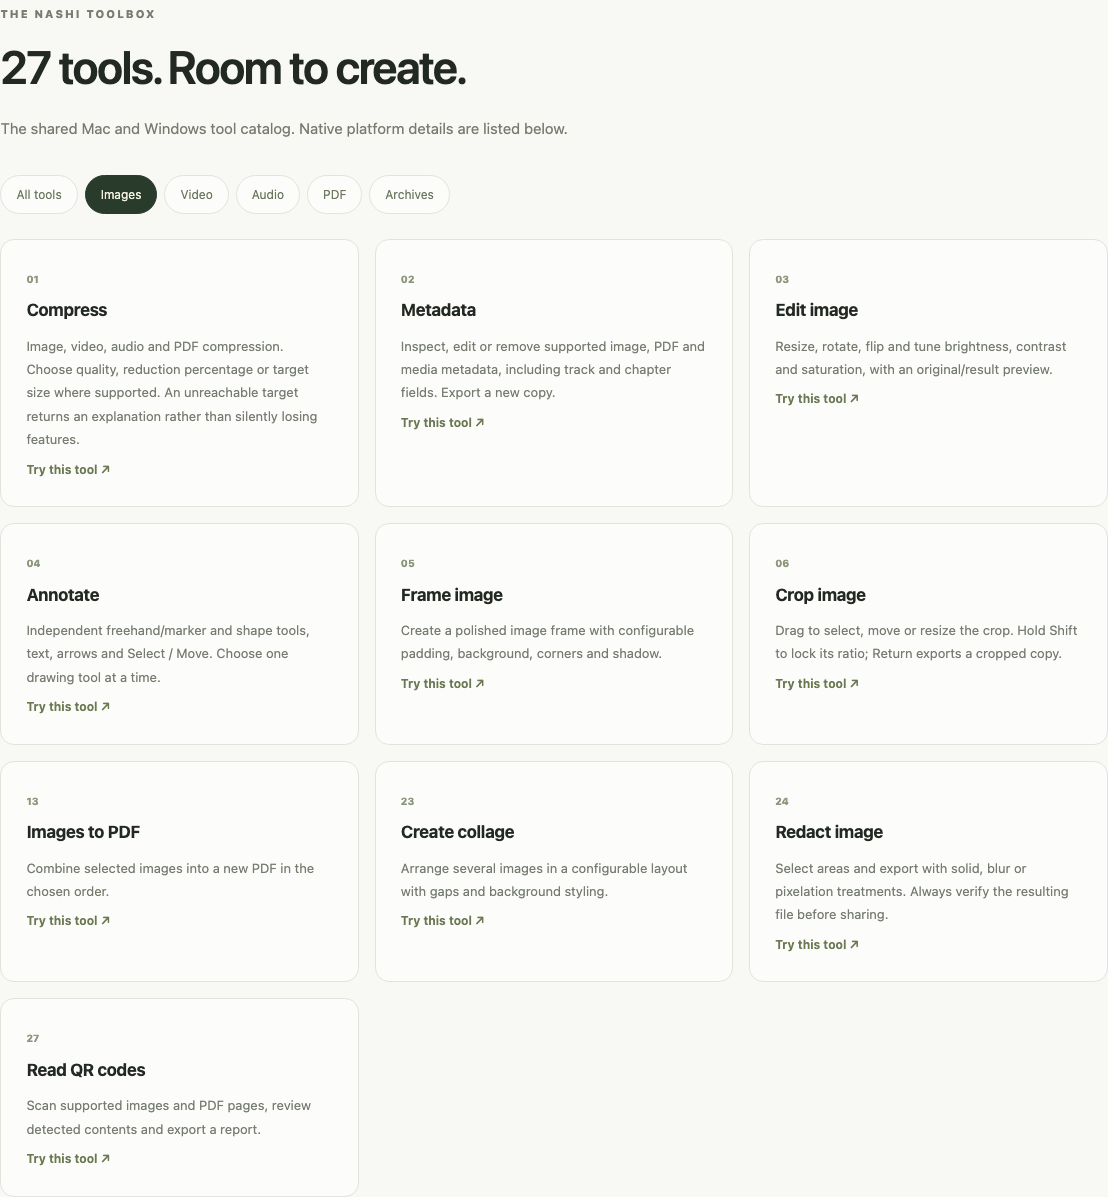 THE NASHI TOOLBOX
27 tools. Room to create.
The shared Mac and Windows tool catalog. Native platform details are listed below.
All tools
Images
Video
Audio
PDF
Archives
01
Compress
Image, video, audio and PDF compression.
Choose quality, reduction percentage or target
size where supported. An unreachable target
returns an explanation rather than silently losing
features.
Try this tool ↗
02
Metadata
Inspect, edit or remove supported image, PDF and
media metadata, including track and chapter
fields. Export a new copy.
Try this tool ↗
03
Edit image
Resize, rotate, flip and tune brightness, contrast
and saturation, with an original/result preview.
Try this tool ↗
04
Annotate
Independent freehand/marker and shape tools,
text, arrows and Select / Move. Choose one
drawing tool at a time.
Try this tool ↗
05
Frame image
Create a polished image frame with configurable
padding, background, corners and shadow.
Try this tool ↗
06
Crop image
Drag to select, move or resize the crop. Hold Shift
to lock its ratio; Return exports a cropped copy.
Try this tool ↗
13
Images to PDF
Combine selected images into a new PDF in the
chosen order.
Try this tool ↗
23
Create collage
Arrange several images in a configurable layout
with gaps and background styling.
Try this tool ↗
24
Redact image
Select areas and export with solid, blur or
pixelation treatments. Always verify the resulting
file before sharing.
Try this tool ↗
27
Read QR codes
Scan supported images and PDF pages, review
detected contents and export a report.
Try this tool ↗